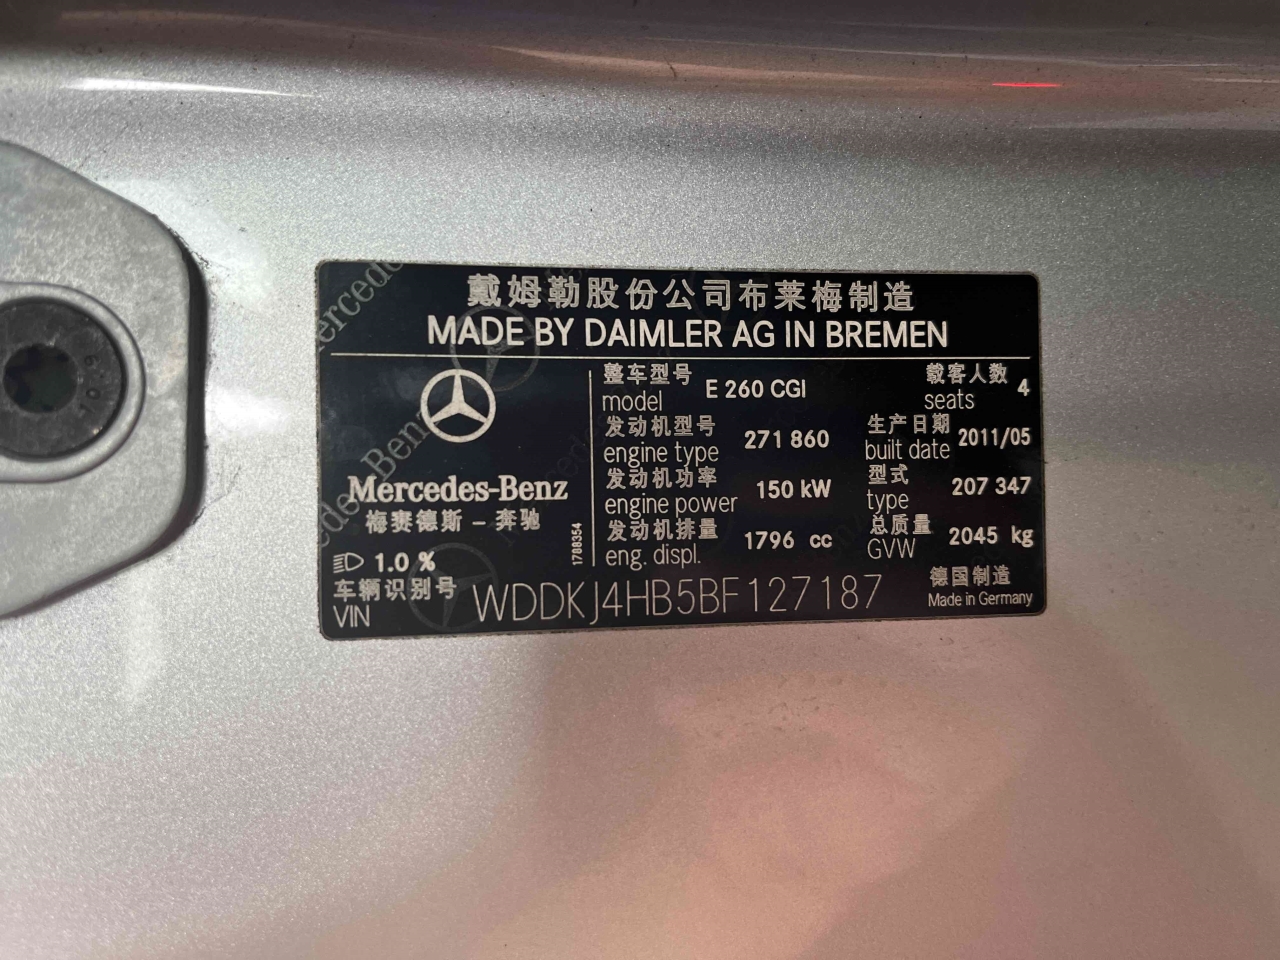 戴姆勒股份公司布莱梅制造
MADE BY DAIMLER AG IN BREMEN
整车型号 E 260 CGI 载客人数 4
model seats
发动机型号 271 860 生产日期 2011/05
engine type built date
发动机功率 150 kW 型式 207 347
engine power type
发动机排量 1796 cc 总质量 2045 kg
eng. displ. GVW
Mercedes-Benz
梅赛德斯-奔驰
1788354
1.0 %
车辆识别号 WDDKJ4HB5BF127187 德国制造
VIN Made in Germany